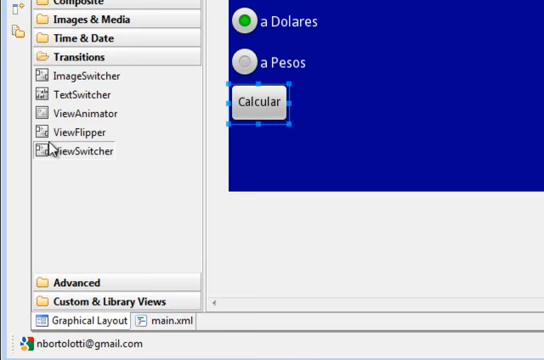 Composite
Images & Media
Time & Date
Transitions
ImageSwitcher
TextSwitcher
ViewAnimator
ViewFlipper
ViewSwitcher
Advanced
Custom & Library Views
Graphical Layout
main.xml
nbortolotti@gmail.com
a Dolares
a Pesos
Calcular